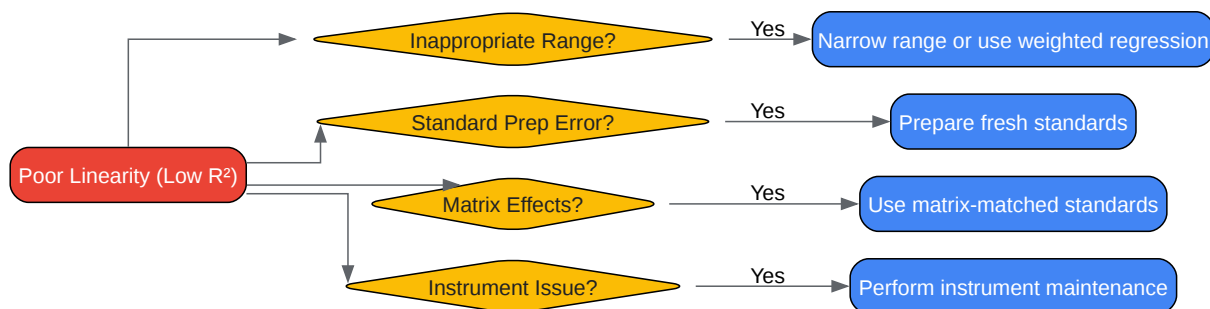 Inappropriate Range?
Yes
Narrow range or use weighted regression
Standard Prep Error?
Yes
Prepare fresh standards
Poor Linearity (Low R²)
Matrix Effects?
Yes
Use matrix-matched standards
Instrument Issue?
Yes
Perform instrument maintenance